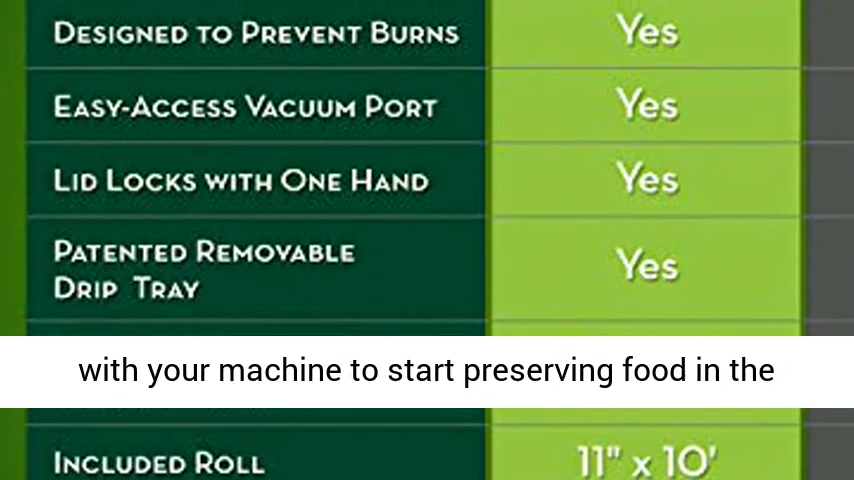 DESIGNED TO PREVENT BURNS Yes
EASY-ACCESS VACUUM PORT Yes
LID LOCKS WITH ONE HAND Yes
PATENTED REMOVABLE
DRIP TRAY Yes
with your machine to start preserving food in the
INCLUDED ROLL 11" x 10'